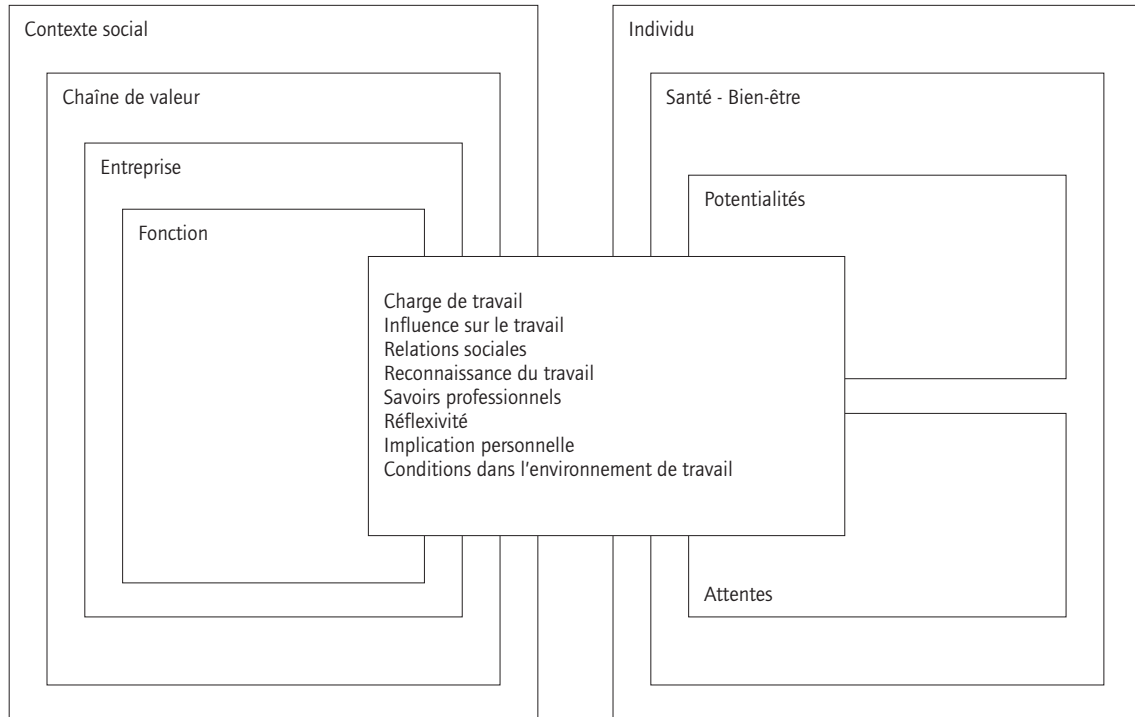 Contexte social
Chaîne de valeur
Entreprise
Fonction
Individu
Santé - Bien-être
Potentialités
Charge de travail
Influence sur le travail
Relations sociales
Reconnaissance du travail
Savoirs professionnels
Réflexivité
Implication personnelle
Conditions dans l'environnement de travail
Attentes